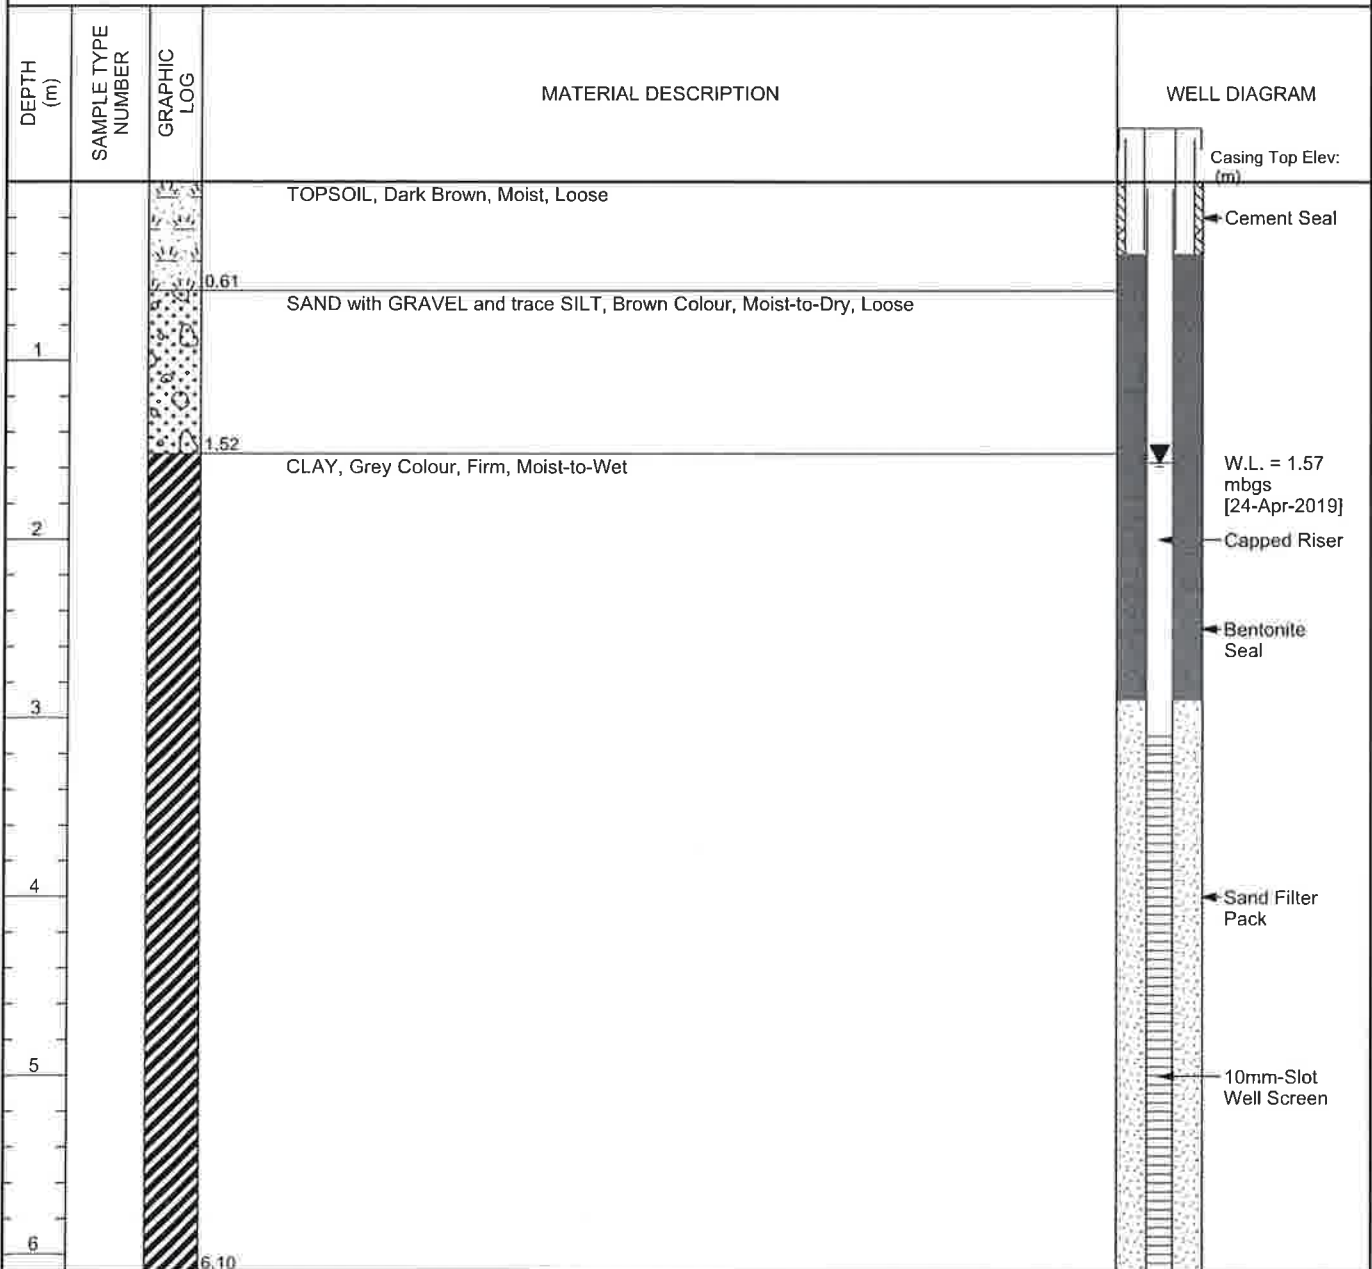 DEPTH
(m)
SAMPLE TYPE
NUMBER
GRAPHIC
LOG
MATERIAL DESCRIPTION
WELL DIAGRAM
Casing Top Elev:
(m)
TOPSOIL, Dark Brown, Moist, Loose
Cement Seal
0.61
SAND with GRAVEL and trace SILT, Brown Colour, Moist-to-Dry, Loose
1
1.52
CLAY, Grey Colour, Firm, Moist-to-Wet
W.L. = 1.57
mbgs
[24-Apr-2019]
2
Capped Riser
Bentonite
Seal
3
4
Sand Filter
Pack
5
10mm-Slot
Well Screen
6
6.10